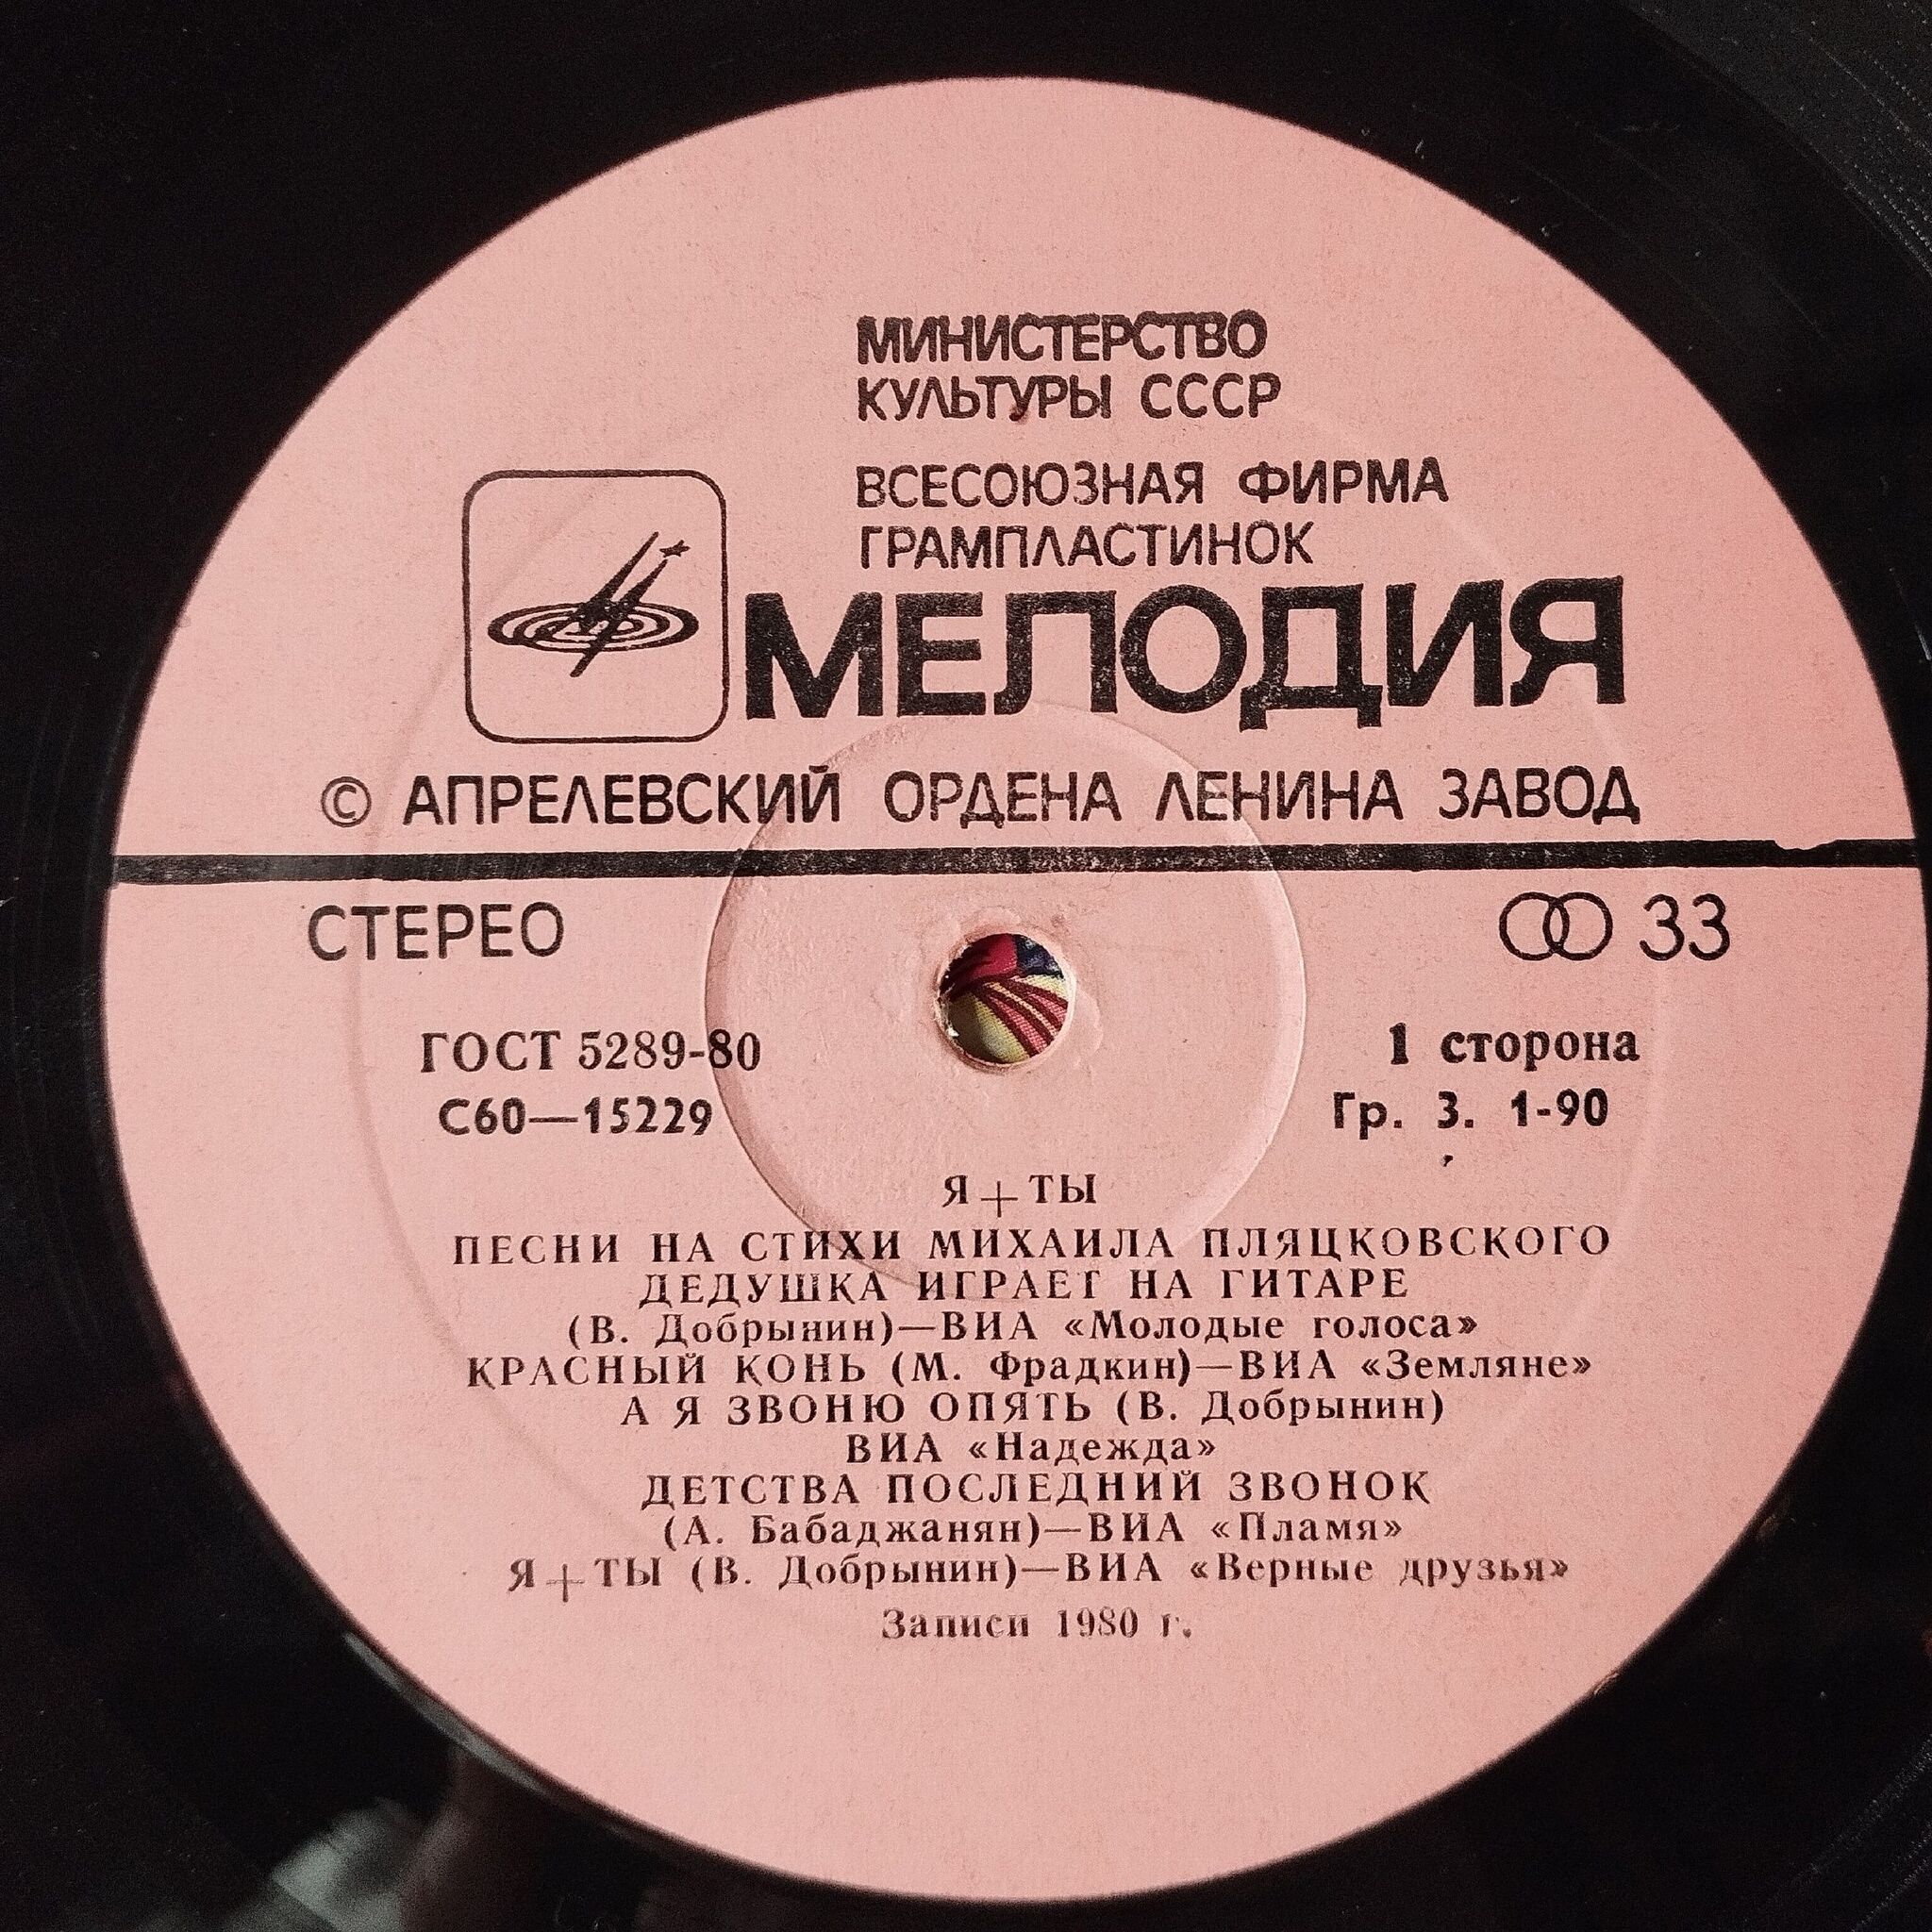 МИНИСТЕРСТВО
КУЛЬТУРЫ СССР
ВСЕСОЮЗНАЯ ФИРМА
ГРАМПЛАСТИНОК
МЕЛОДИЯ
© АПРЕЛЕВСКИЙ ОРДЕНА ЛЕНИНА ЗАВОД
СТЕРЕО
33
ГОСТ 5289-80
1 сторона
С60—15229
Гр. 3. 1-90
Я+ТЫ
ПЕСНИ НА СТИХИ МИХАИЛА ПЛЯЦКОВСКОГО
ДЕДУШКА ИГРАЕТ НА ГИТАРЕ
(В. Добрынин)—ВИА «Молодые голоса»
КРАСНЫЙ КОНЬ (М. Фрадкин)—ВИА «Земляне»
А Я ЗВОНЮ ОПЯТЬ (В. Добрынин)
ВИА «Надежда»
ДЕТСТВА ПОСЛЕДНИЙ ЗВОНОК
(А. Бабаджанян)—ВИА «Пламя»
Я+ТЫ (В. Добрынин)—ВИА «Верные друзья»
Записи 1980 г.